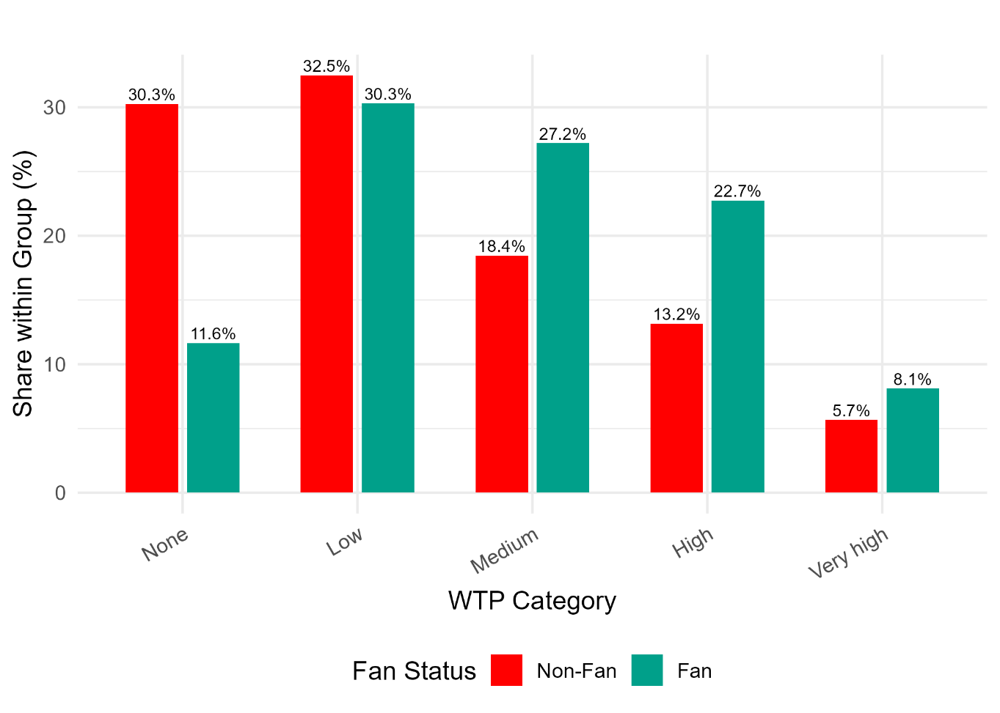 32.5%
30.3%
30.3%
27.2%
22.7%
18.4%
13.2%
11.6%
8.1%
5.7%
30
20
10
0
Share within Group (%)
None
Low
Medium
High
Very high
WTP Category
Fan Status
Non-Fan
Fan